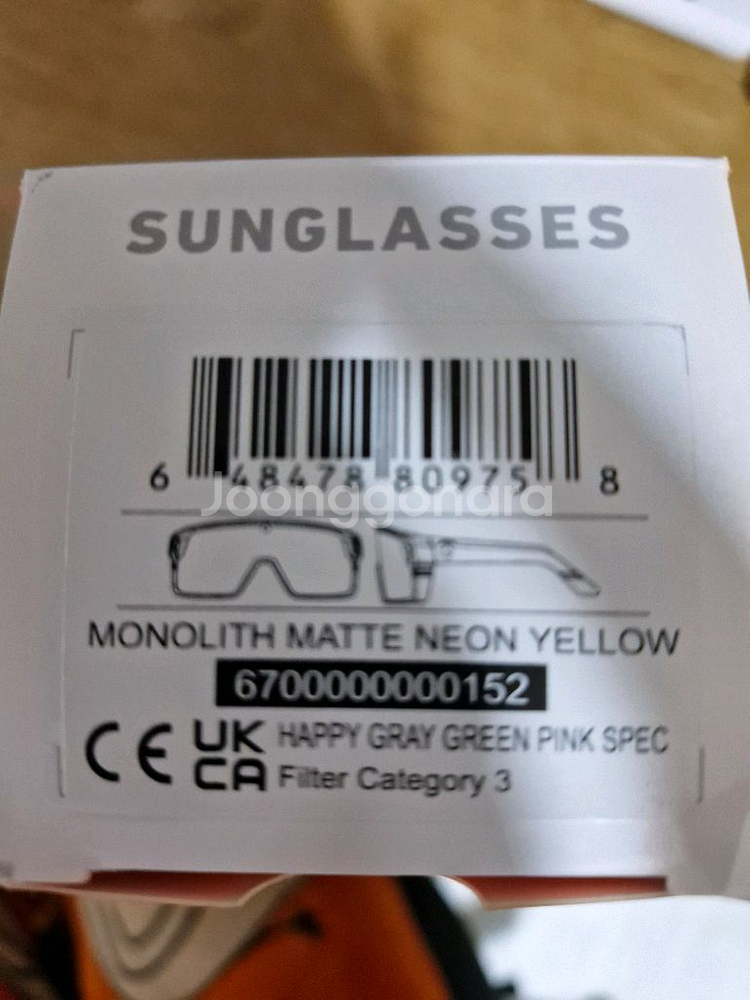 SUNGLASSES
6 48478 80975 8
Joonggonara
MONOLITH MATTE NEON YELLOW
6700000000152
CE UK CA HAPPY GRAY GREEN PINK SPEC
Filter Category 3